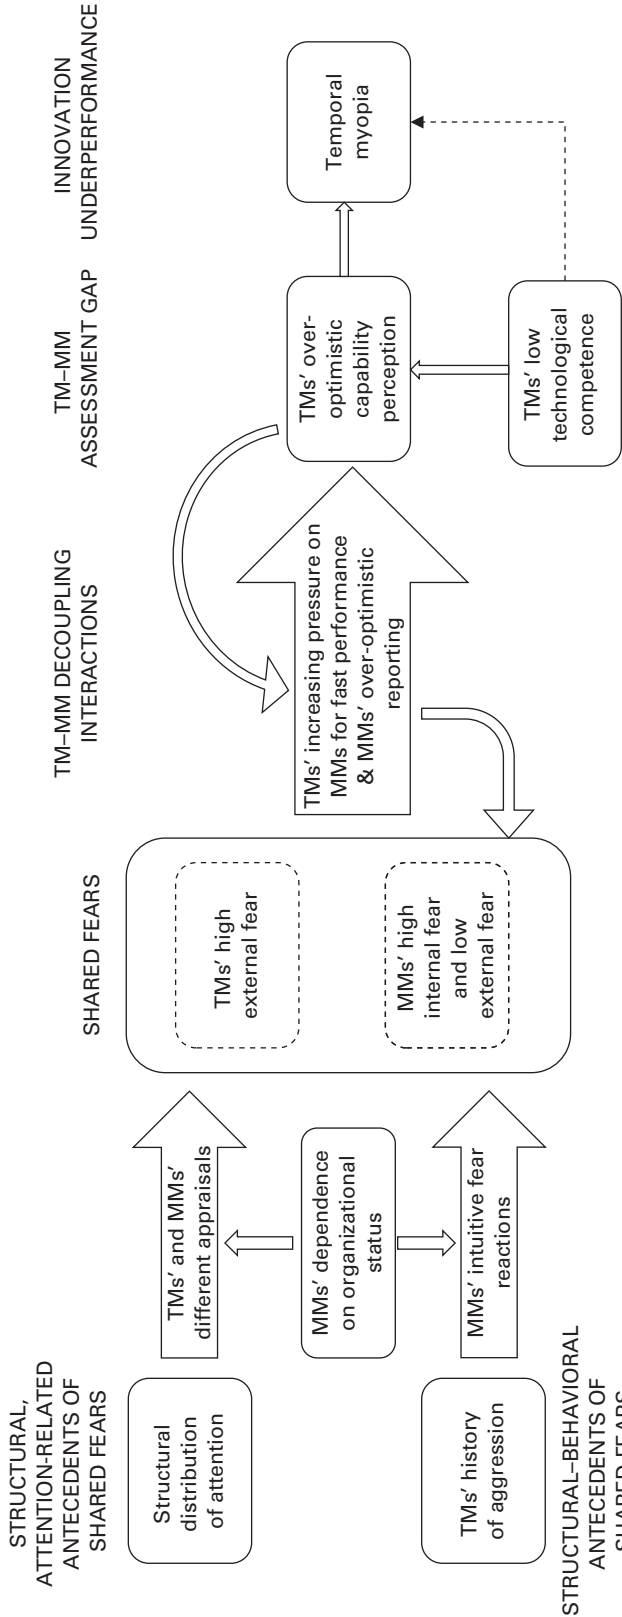 STRUCTURAL,
ATTENTION-RELATED
ANTECEDENTS OF
SHARED FEARS
Structural
distribution
of attention
TMs' history
of aggression
STRUCTURAL–BEHAVIORAL
ANTECEDENTS OF
SHARED FEARS
TMs' and MMs'
different appraisals
MMs' dependence
on organizational
status
MMs' intuitive fear
reactions
SHARED FEARS
TMs' high
external fear
MMs' high
internal fear
and low
external fear
TM–MM DECOUPLING
INTERACTIONS
TMs' increasing pressure on
MMs for fast performance
& MMs' over-optimistic
reporting
TM–MM
ASSESSMENT GAP
TMs' over-
optimistic
capability
perception
TMs' low
technological
competence
INNOVATION
UNDERPERFORMANCE
Temporal
myopia